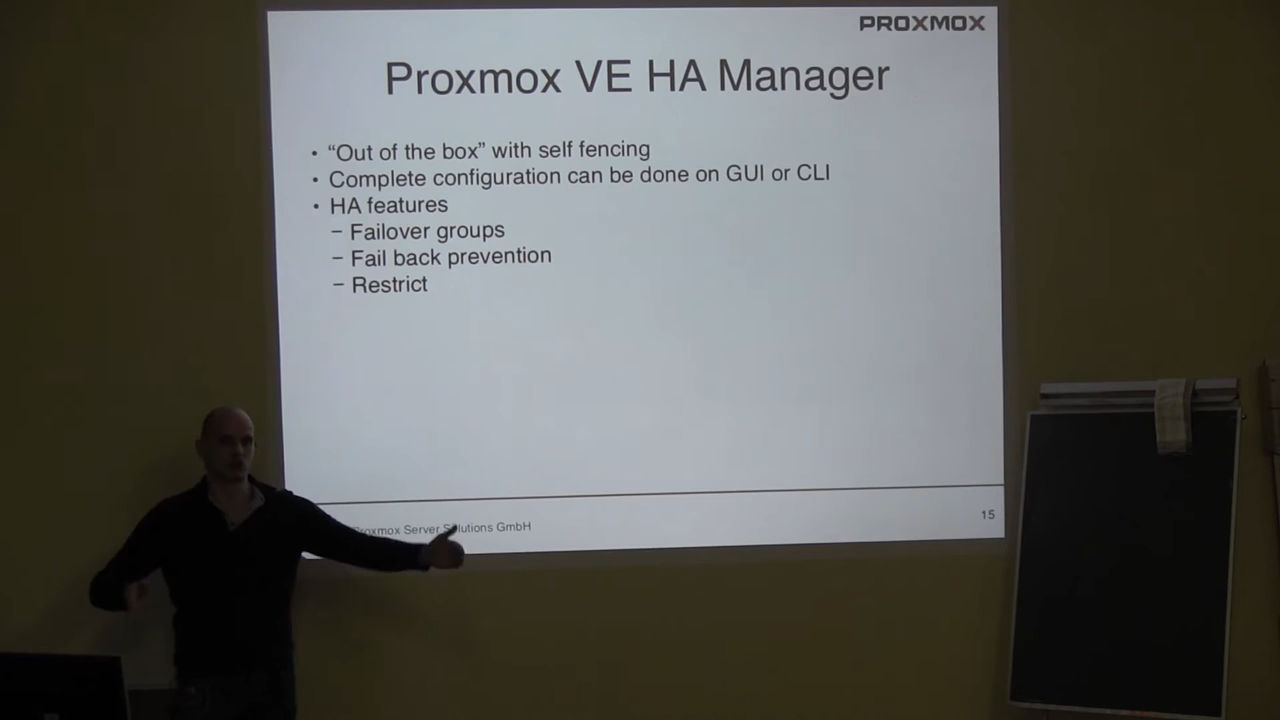 PROXMOX
Proxmox VE HA Manager
• “Out of the box” with self fencing
• Complete configuration can be done on GUI or CLI
• HA features
– Failover groups
– Fail back prevention
– Restrict
Proxmox Server Solutions GmbH
15